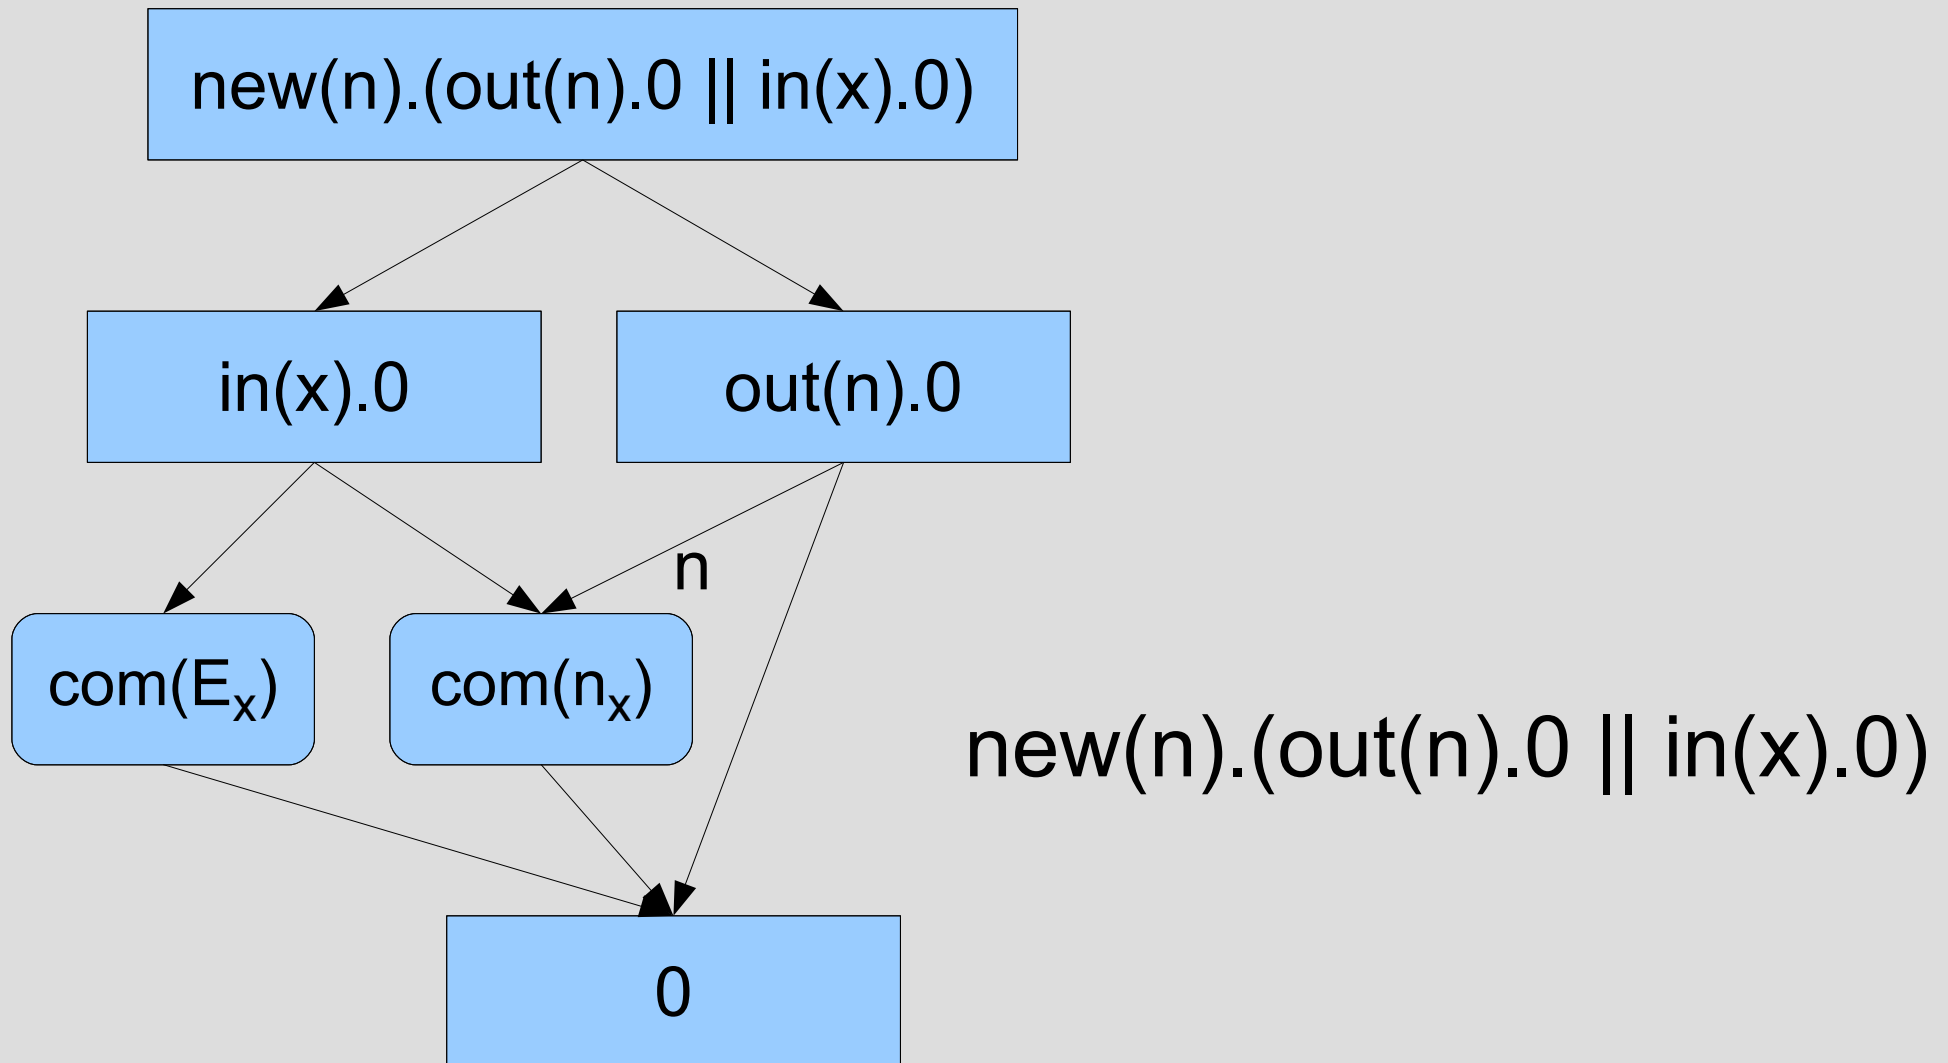 new(n).(out(n).0 || in(x).0)
in(x).0
out(n).0
n
com(Eₓ)
com(nₓ)
new(n).(out(n).0 || in(x).0)
0